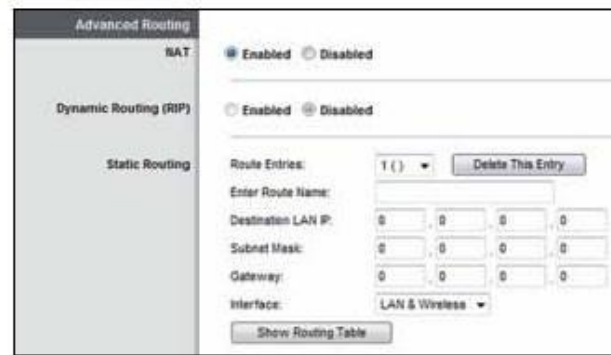 Advanced Routing
NAT
Enabled Disabled
Dynamic Routing (RIP)
Enabled Disabled
Static Routing
Route Entries: 1 ( ) Delete This Entry
Enter Route Name:
Destination LAN IP: 0 . 0 . 0 . 0
Subnet Mask: 0 . 0 . 0 . 0
Gateway: 0 . 0 . 0 . 0
Interface: LAN & Wireless
Show Routing Table